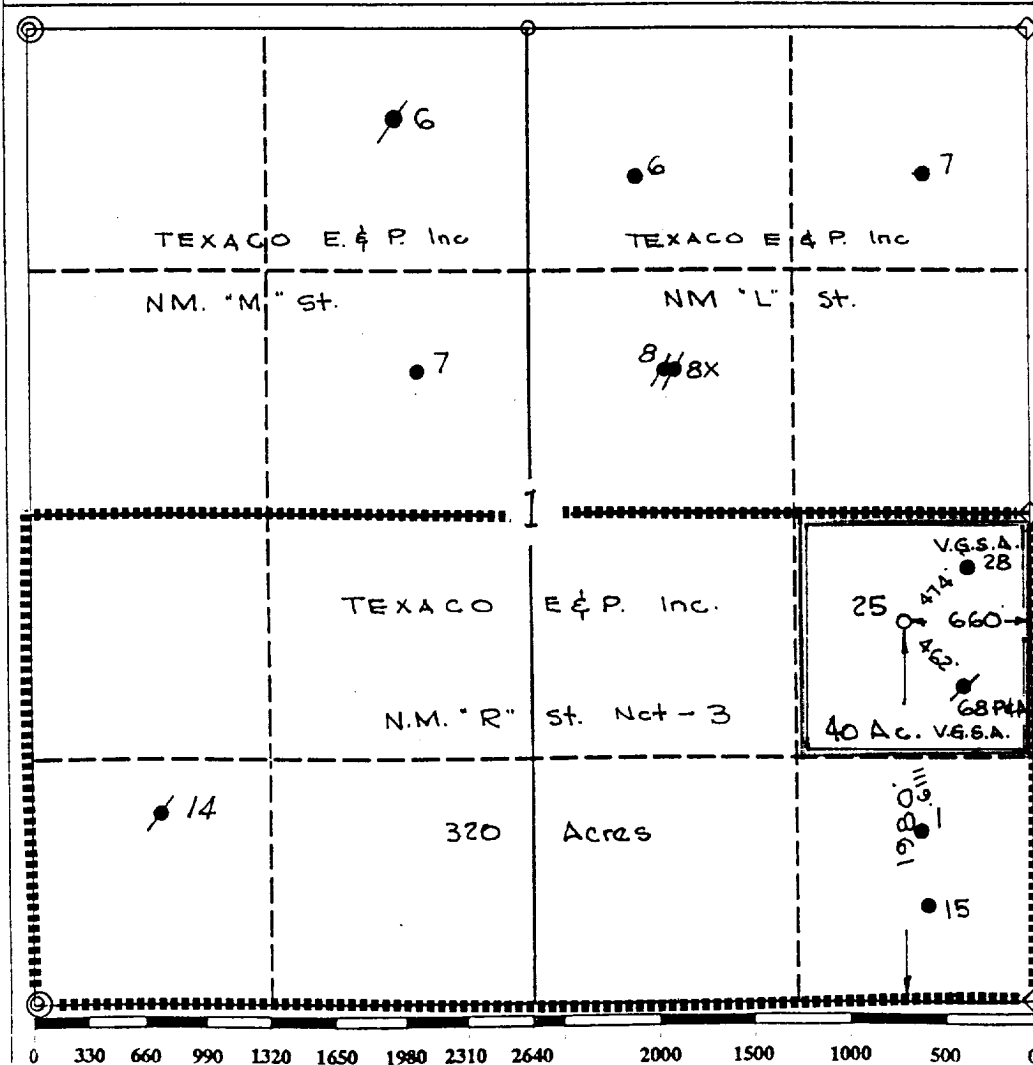 6
6
7
TEXACO E. & P. Inc
TEXACO E & P. Inc
NM. "M" St.
NM "L" St.
7
8
8X
1
V.G.S.A.
28
474'
25
660
462'
68 P&A
TEXACO E & P. Inc.
N.M. "R" St. Nct - 3
40 Ac. V.G.S.A.
14
320 Acres
1980'
15
0 330 660 990 1320 1650 1980 2310 2640 2000 1500 1000 500 0